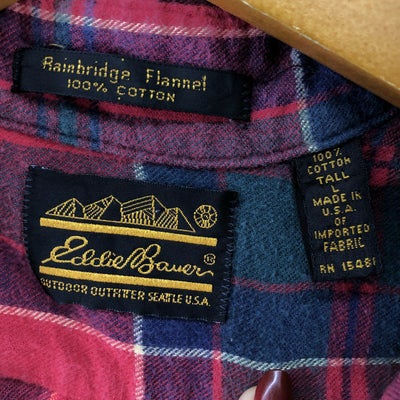 Bainbridge Flannel
100% COTTON
Eddie Bauer®
OUTDOOR OUTFITTER SEATTLE U.S.A.
100%
COTTON
TALL
L
MADE IN
U.S.A.
OF
IMPORTED
FABRIC
RN 15481